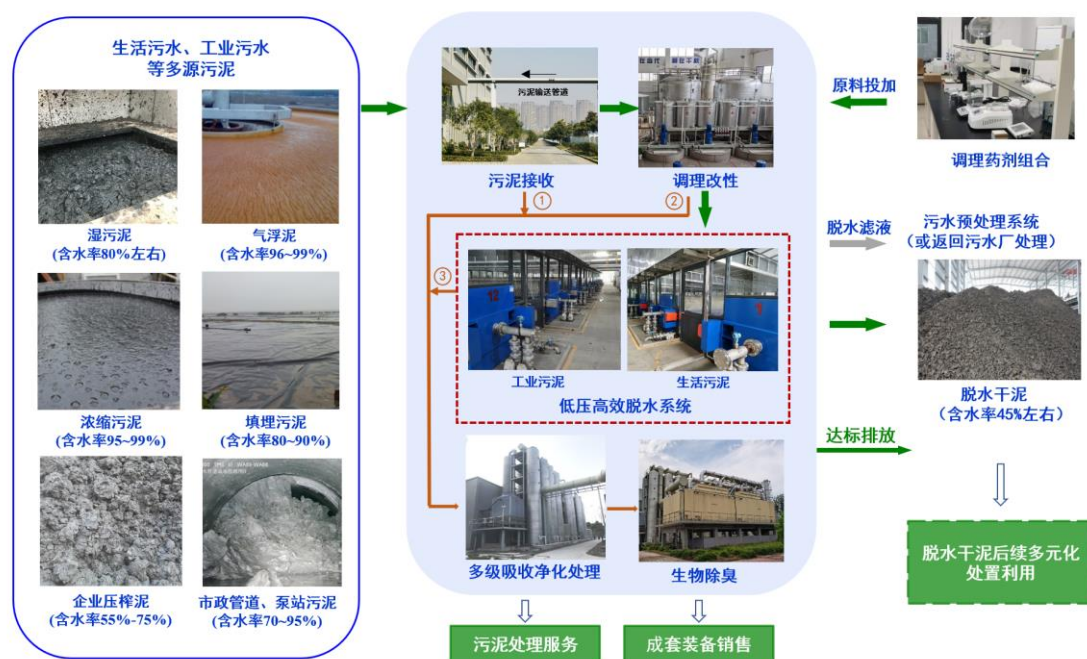 生活污水、工业污水
等多源污泥
湿污泥
(含水率80%左右)
气浮泥
(含水率96~99%)
浓缩污泥
(含水率95~99%)
填埋污泥
(含水率80~90%)
企业压榨泥
(含水率55%-75%)
市政管道、泵站污泥
(含水率70~95%)
污泥输送管道
污泥接收
调理改性
①
②
③
12
11
工业污泥
生活污泥
低压高效脱水系统
多级吸收净化处理
生物除臭
污泥处理服务
成套装备销售
原料投加
调理药剂组合
脱水滤液
污水预处理系统
(或返回污水厂处理)
脱水干泥
(含水率45%左右)
达标排放
脱水干泥后续多元化
处置利用